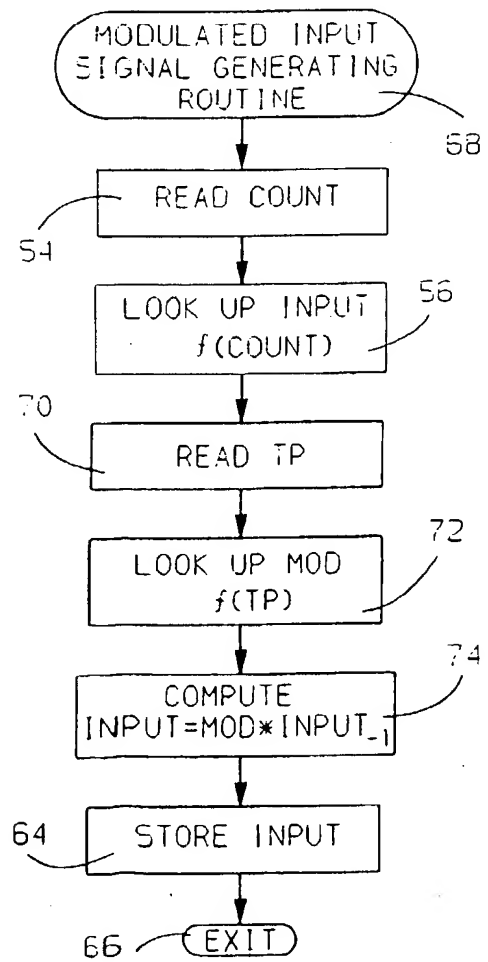 MODULATED INPUT
SIGNAL GENERATING
ROUTINE
68
READ COUNT
54
LOOK UP INPUT
f(COUNT)
56
70
READ TP
LOOK UP MOD
f(TP)
72
74
COMPUTE
INPUT=MOD*INPUT_-1
64
STORE INPUT
66
EXIT